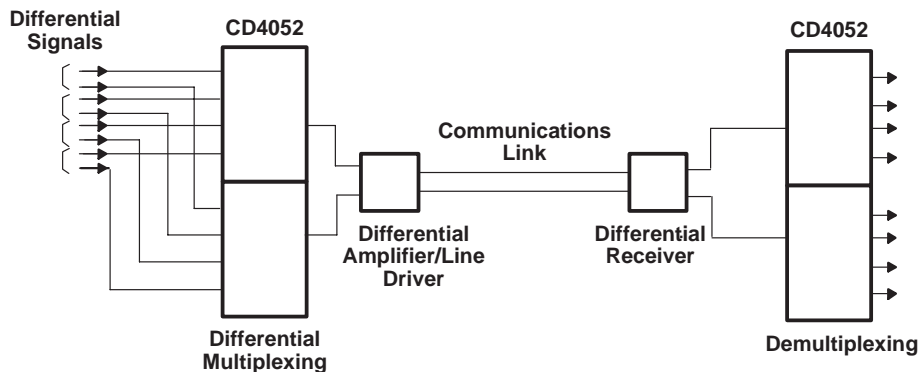 Differential
Signals
CD4052
CD4052
Communications
Link
Differential
Amplifier/Line
Driver
Differential
Receiver
Differential
Multiplexing
Demultiplexing